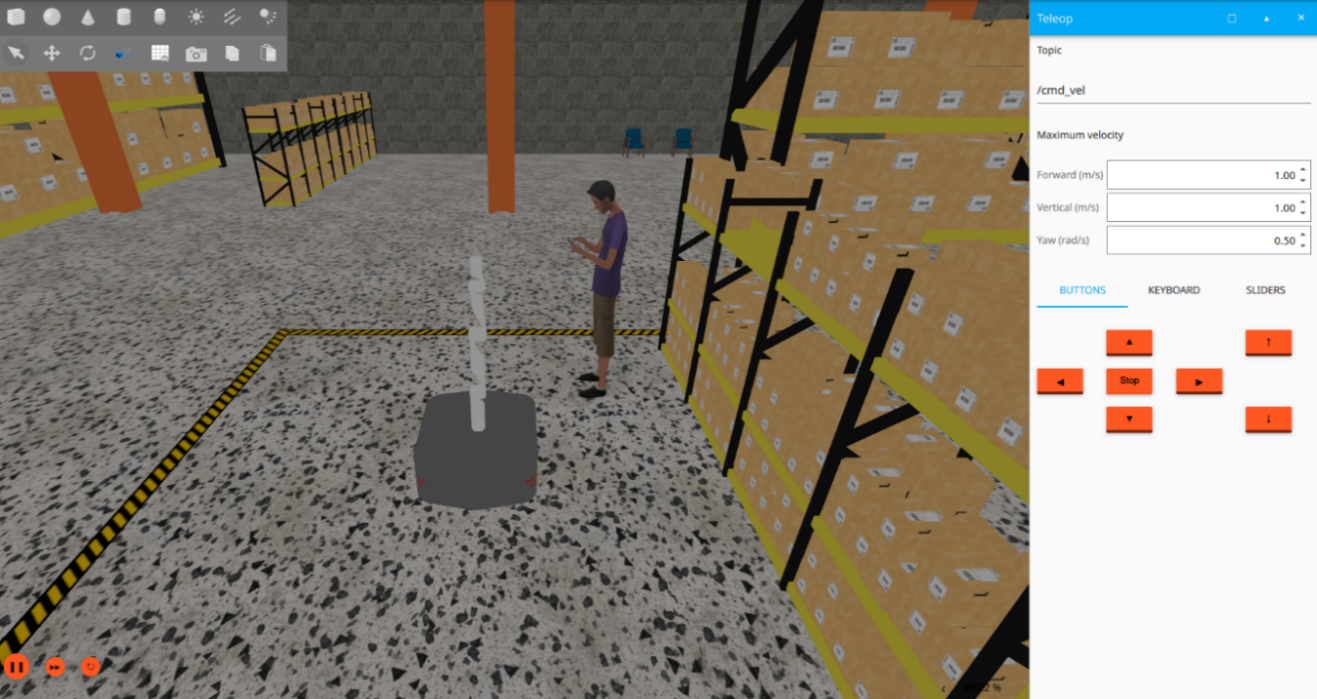 Teleop
Topic
/cmd_vel
Maximum velocity
Forward (m/s) 1.00
Vertical (m/s) 1.00
Yaw (rad/s) 0.50
BUTTONS KEYBOARD SLIDERS
Stop